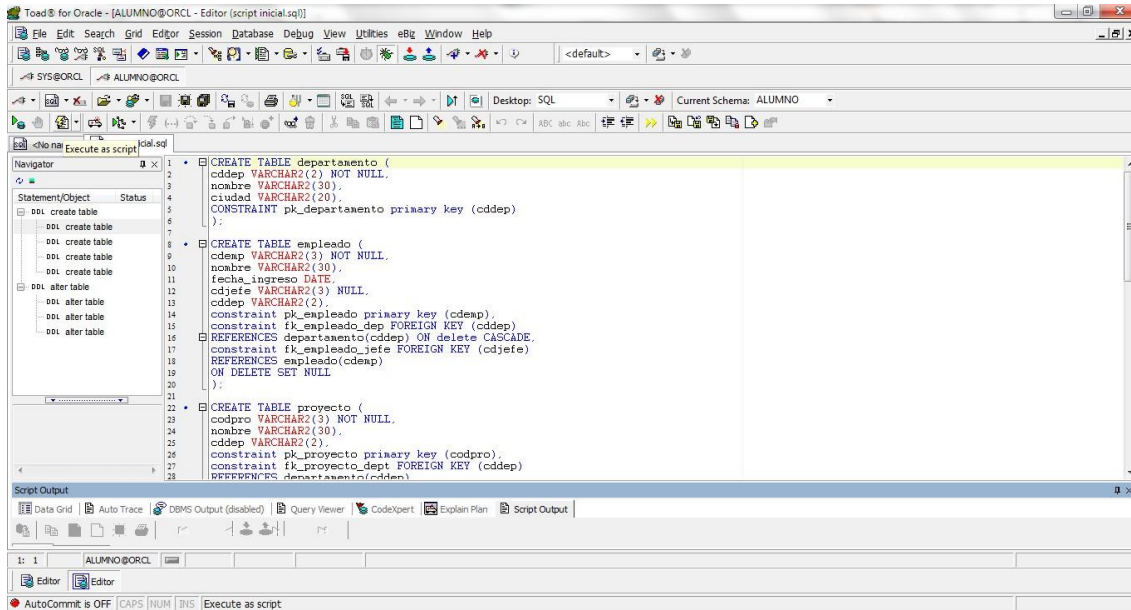 Toad® for Oracle - [ALUMNO@ORCL - Editor (script inicial.sql)]
File Edit Search Grid Editor Session Database Debug View Utilities eBiz Window Help
<default>
SYS@ORCL ALUMNO@ORCL
SQL Desktop: SQL Current Schema: ALUMNO
ABC abc Abc
<No na icial.sql
Execute as script
Navigator
Statement/Object Status
DDL create table
DDL create table
DDL create table
DDL create table
DDL create table
DDL alter table
DDL alter table
DDL alter table
DDL alter table
1 CREATE TABLE departamento (
2 cddep VARCHAR2(2) NOT NULL,
3 nombre VARCHAR2(30),
4 ciudad VARCHAR2(20),
5 CONSTRAINT pk_departamento primary key (cddep)
6 );
7
8 CREATE TABLE empleado (
9 cdemp VARCHAR2(3) NOT NULL,
10 nombre VARCHAR2(30),
11 fecha_ingreso DATE,
12 cdjefe VARCHAR2(3) NULL,
13 cddep VARCHAR2(2),
14 constraint pk_empleado primary key (cdemp),
15 constraint fk_empleado_dep FOREIGN KEY (cddep)
16 REFERENCES departamento(cddep) ON delete CASCADE,
17 constraint fk_empleado_jefe FOREIGN KEY (cdjefe)
18 REFERENCES empleado(cdemp)
19 ON DELETE SET NULL
20 );
21
22 CREATE TABLE proyecto (
23 codpro VARCHAR2(3) NOT NULL,
24 nombre VARCHAR2(30),
25 cddep VARCHAR2(2),
26 constraint pk_proyecto primary key (codpro),
27 constraint fk_proyecto_dept FOREIGN KEY (cddep)
28 REFERENCES departamento(cddep)
Script Output
Data Grid Auto Trace DBMS Output (disabled) Query Viewer CodeXpert Explain Plan Script Output
1: 1 ALUMNO@ORCL
Editor Editor
AutoCommit is OFF CAPS NUM INS Execute as script